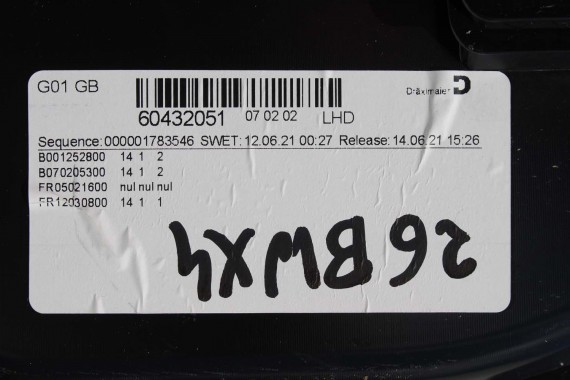 G01 GB
Dräxlmaier D
60432051 07 02 02 LHD
Sequence:000001783546 SWET:12.06.21 00:27 Release:14.06.21 15:26
B001252800 14 1 2
B070205300 14 1 2
FR05021600 nul nul nul
FR12030800 14 1 1
26BWX4